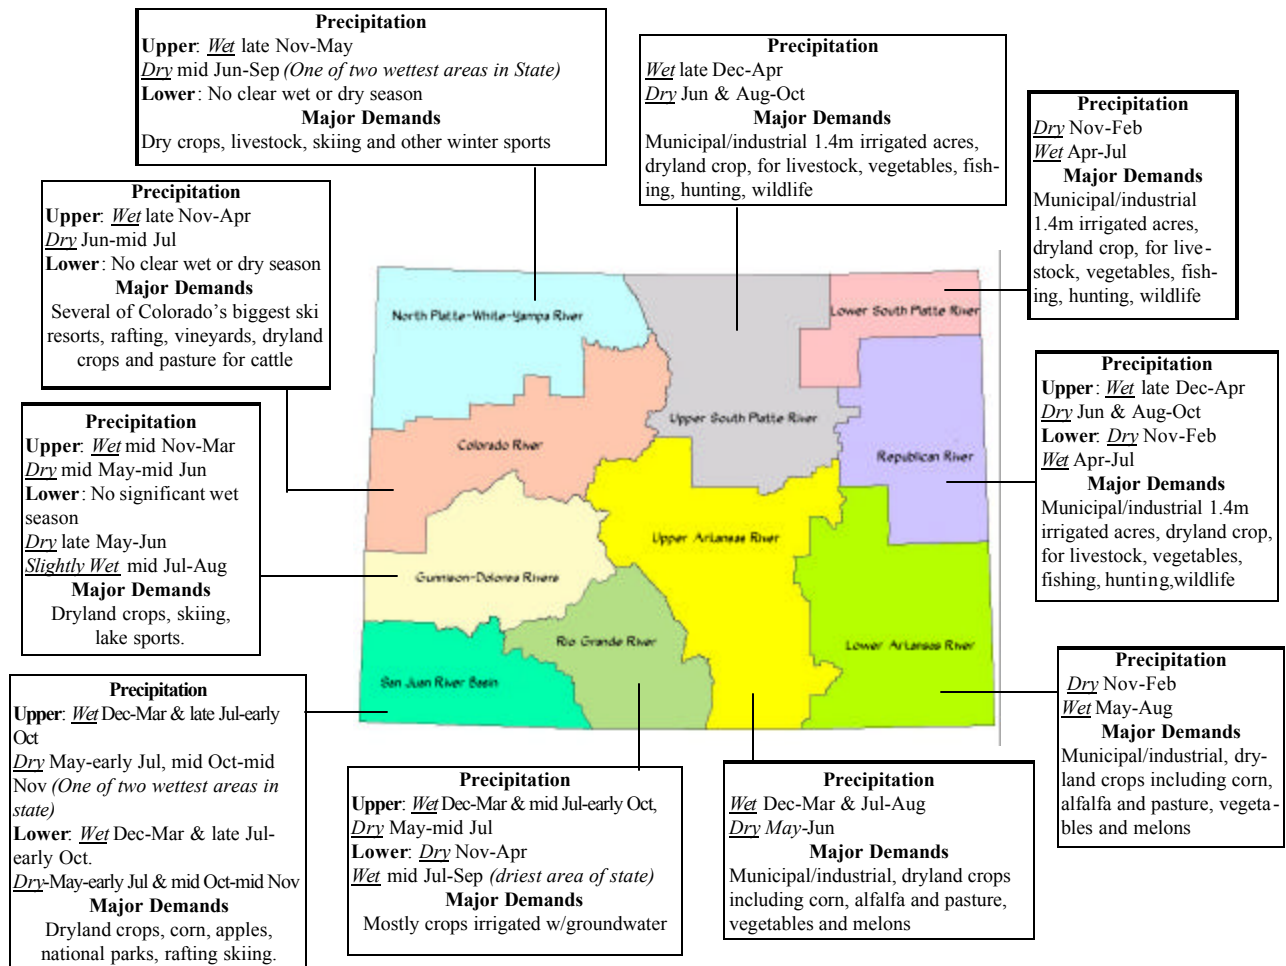 Precipitation
Upper: Wet late Nov-May
Dry mid Jun-Sep (One of two wettest areas in State)
Lower: No clear wet or dry season
Major Demands
Dry crops, livestock, skiing and other winter sports
Precipitation
Wet late Dec-Apr
Dry Jun & Aug-Oct
Major Demands
Municipal/industrial 1.4m irrigated acres,
dryland crop, for livestock, vegetables, fish-
ing, hunting, wildlife
Precipitation
Dry Nov-Feb
Wet Apr-Jul
Major Demands
Municipal/industrial
1.4m irrigated acres,
dryland crop, for live-
stock, vegetables, fish-
ing, hunting, wildlife
Precipitation
Upper: Wet late Nov-Apr
Dry Jun-mid Jul
Lower: No clear wet or dry season
Major Demands
Several of Colorado's biggest ski
resorts, rafting, vineyards, dryland
crops and pasture for cattle
North Platte-White-Yampa River
Lower South Platte River
Upper South Platte River
Colorado River
Republican River
Upper Arkansas River
Gunnison-Dolores Rivers
Rio Grande River
Lower Arkansas River
San Juan River Basin
Precipitation
Upper: Wet late Dec-Apr
Dry Jun & Aug-Oct
Lower: Dry Nov-Feb
Wet Apr-Jul
Major Demands
Municipal/industrial 1.4m
irrigated acres, dryland crop,
for livestock, vegetables,
fishing, hunting,wildlife
Precipitation
Upper: Wet mid Nov-Mar
Dry mid May-mid Jun
Lower: No significant wet
season
Dry late May-Jun
Slightly Wet mid Jul-Aug
Major Demands
Dryland crops, skiing,
lake sports.
Precipitation
Dry Nov-Feb
Wet May-Aug
Major Demands
Municipal/industrial, dry-
land crops including corn,
alfalfa and pasture, vegeta-
bles and melons
Precipitation
Upper: Wet Dec-Mar & late Jul-early
Oct
Dry May-early Jul, mid Oct-mid
Nov (One of two wettest areas in
state)
Lower: Wet Dec-Mar & late Jul-
early Oct.
Dry-May-early Jul & mid Oct-mid Nov
Major Demands
Dryland crops, corn, apples,
national parks, rafting skiing.
Precipitation
Upper: Wet Dec-Mar & mid Jul-early Oct,
Dry May-mid Jul
Lower: Dry Nov-Apr
Wet mid Jul-Sep (driest area of state)
Major Demands
Mostly crops irrigated w/groundwater
Precipitation
Wet Dec-Mar & Jul-Aug
Dry May-Jun
Major Demands
Municipal/industrial, dryland crops
including corn, alfalfa and pasture,
vegetables and melons